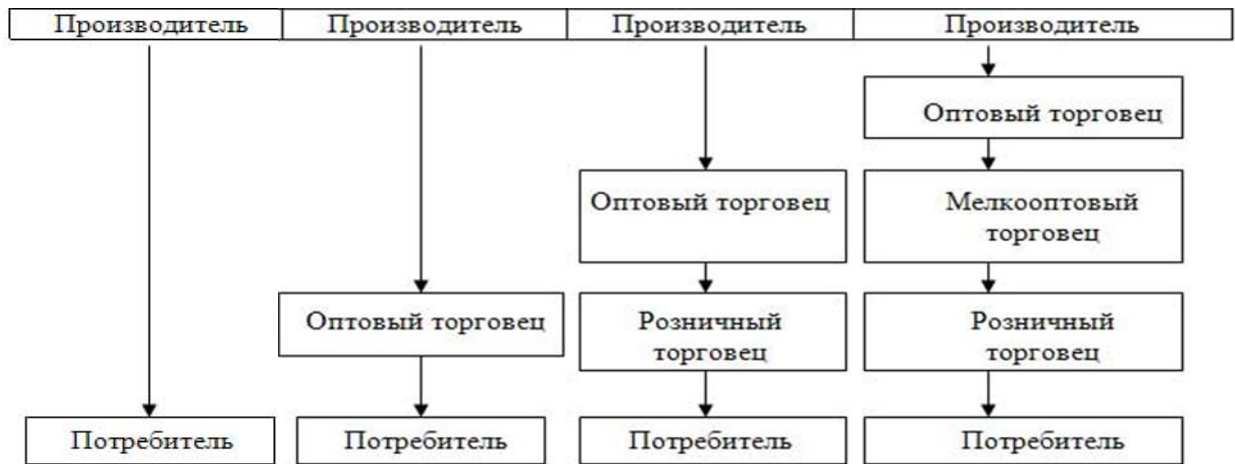 Производитель Производитель Производитель Производитель
Оптовый торговец
Оптовый торговец Мелкооптовый
торговец
Оптовый торговец Розничный Розничный
торговец торговец
Потребитель Потребитель Потребитель Потребитель